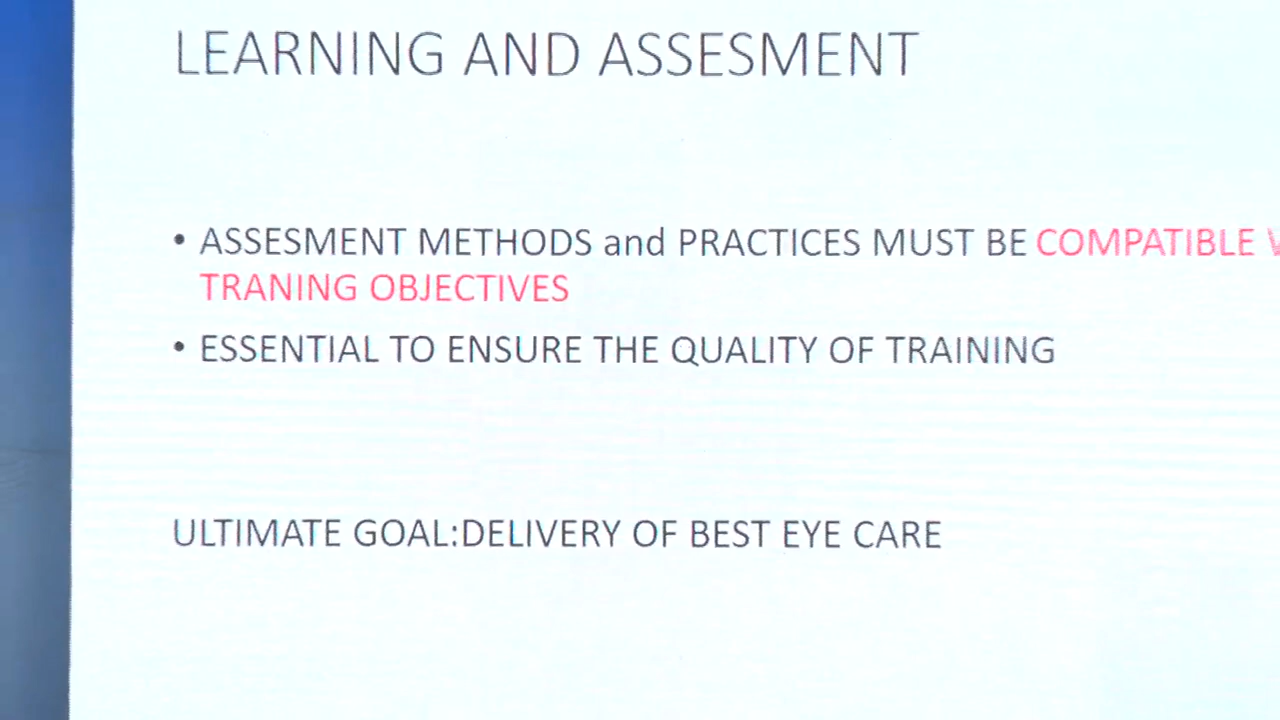 LEARNING AND ASSESMENT
• ASSESMENT METHODS and PRACTICES MUST BE COMPATIBLE
TRANING OBJECTIVES
• ESSENTIAL TO ENSURE THE QUALITY OF TRAINING
ULTIMATE GOAL:DELIVERY OF BEST EYE CARE